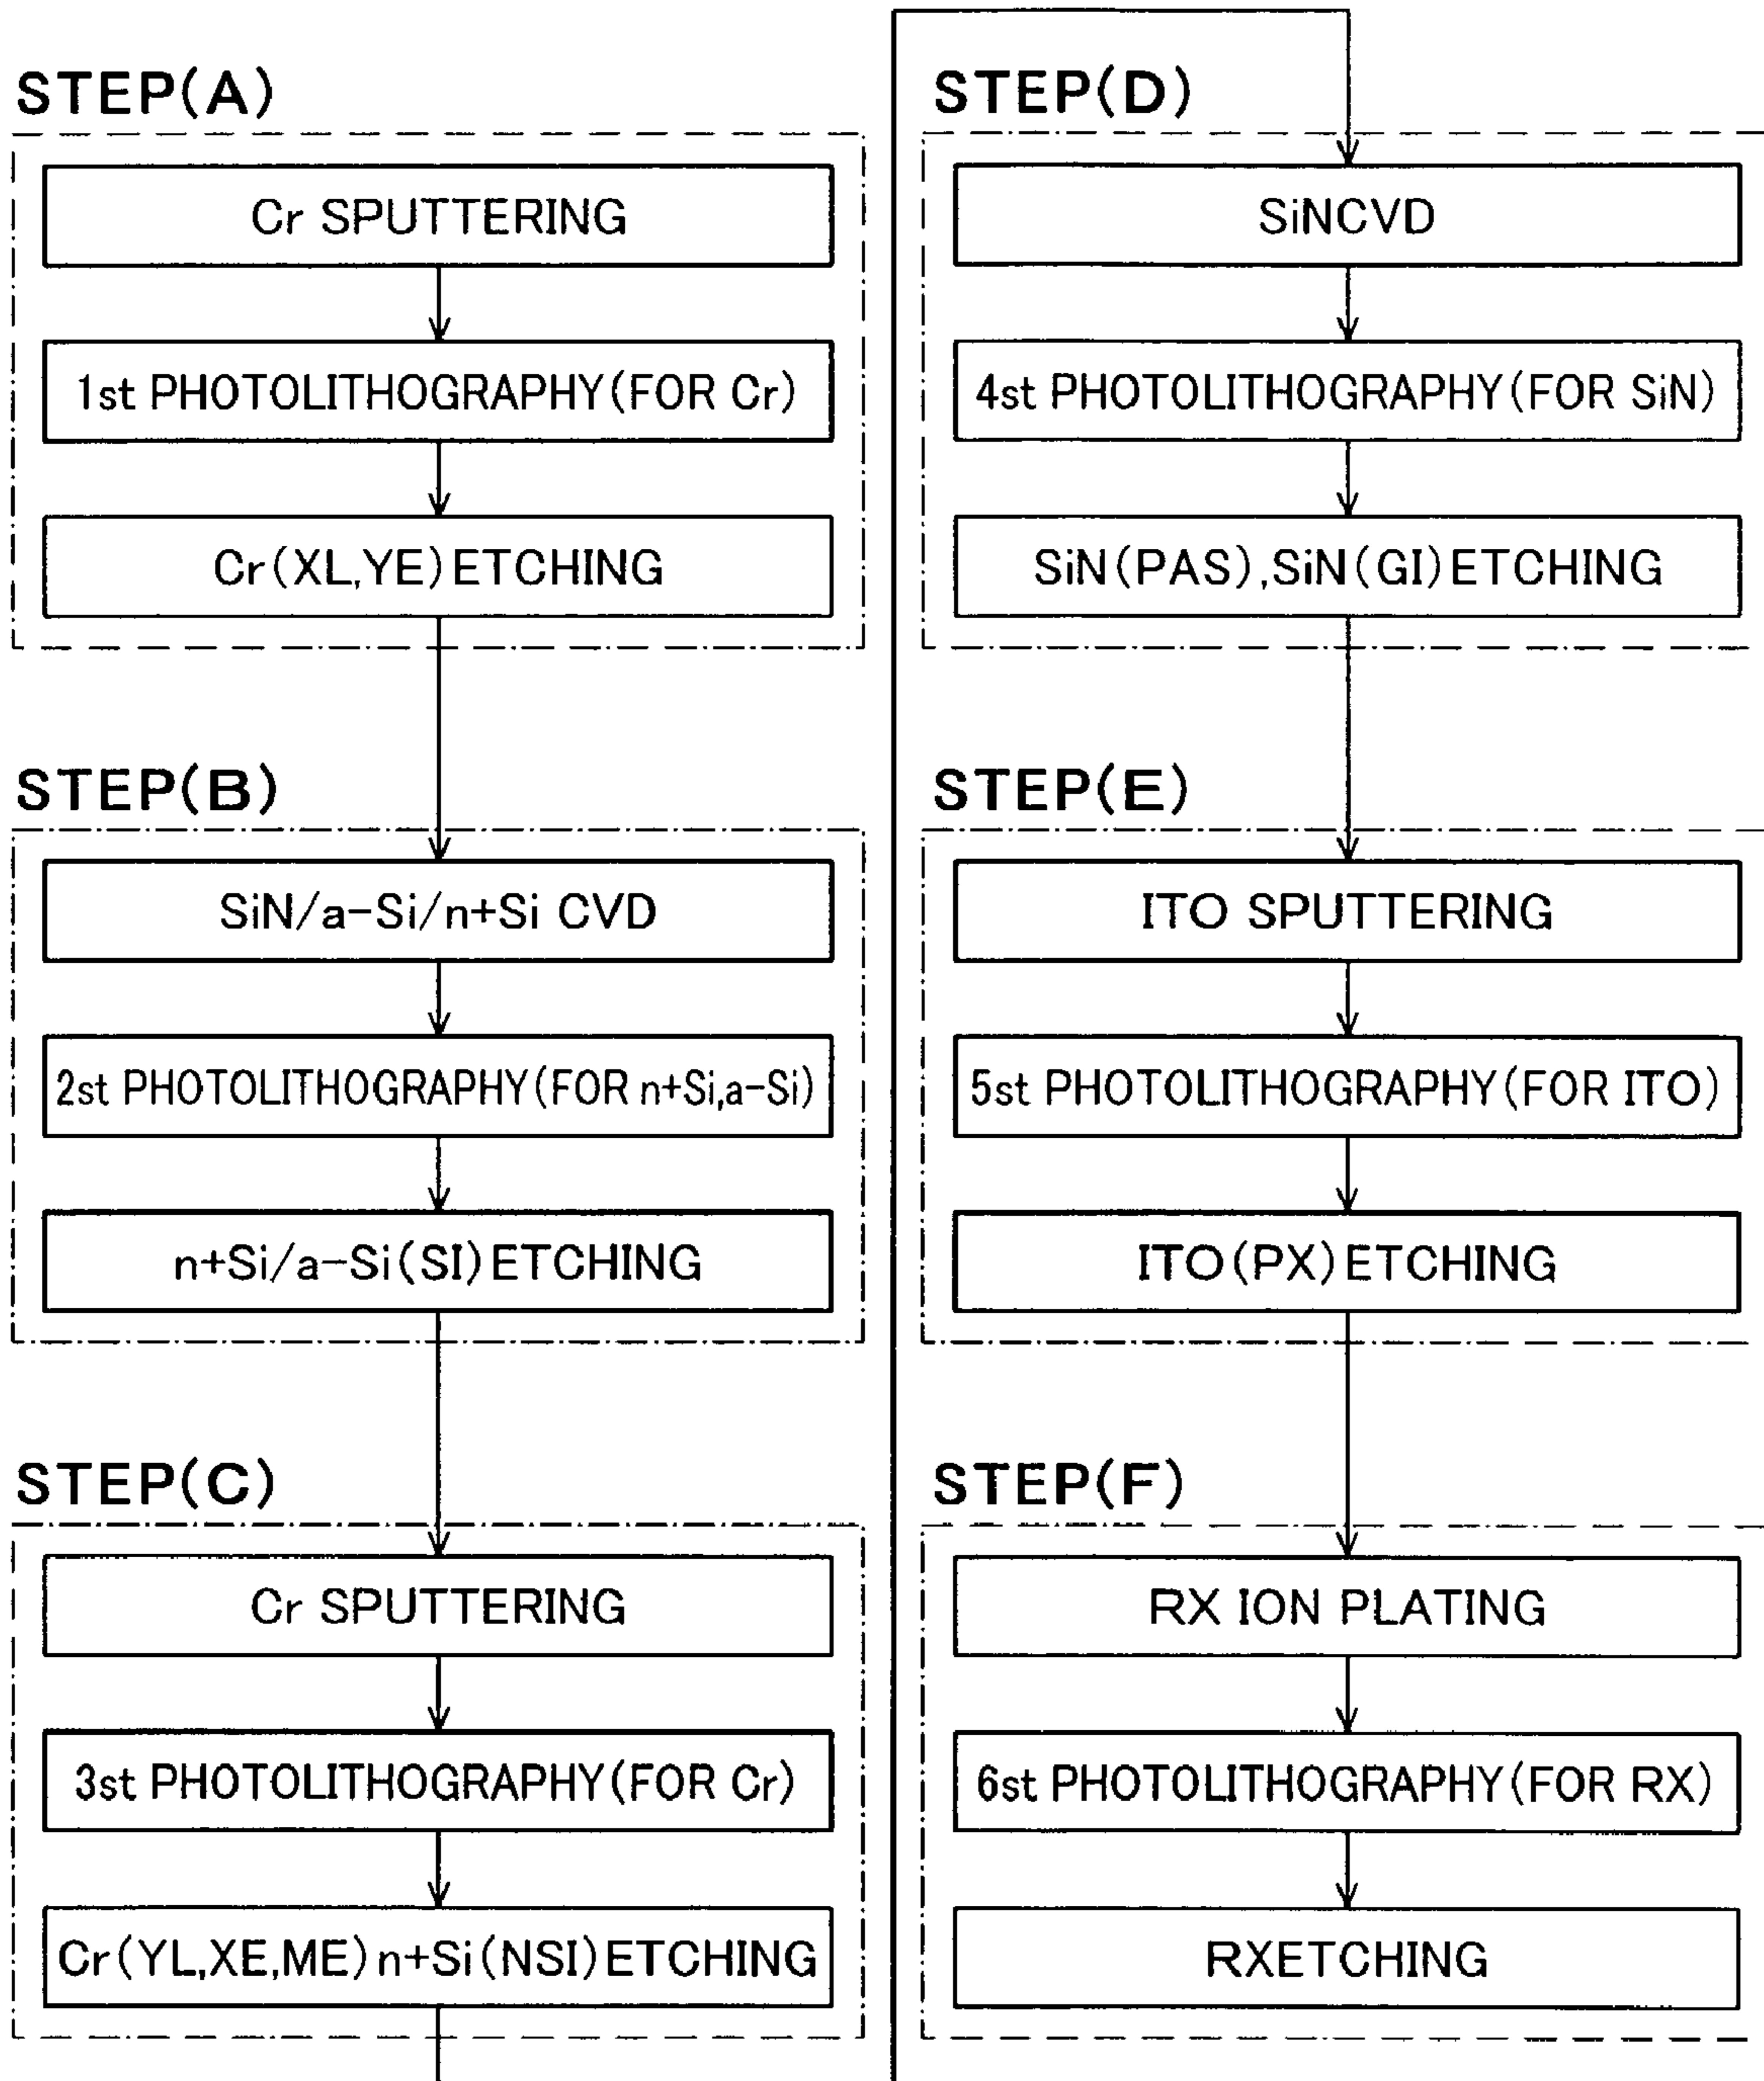 STEP(A)
Cr SPUTTERING
1st PHOTOLITHOGRAPHY(FOR Cr)
Cr(XL,YE)ETCHING
STEP(B)
SiN/a-Si/n+Si CVD
2st PHOTOLITHOGRAPHY(FOR n+Si,a-Si)
n+Si/a-Si(SI)ETCHING
STEP(C)
Cr SPUTTERING
3st PHOTOLITHOGRAPHY(FOR Cr)
Cr(YL,XE,ME)n+Si(NSI)ETCHING
STEP(D)
SiNCVD
4st PHOTOLITHOGRAPHY(FOR SiN)
SiN(PAS),SiN(GI)ETCHING
STEP(E)
ITO SPUTTERING
5st PHOTOLITHOGRAPHY(FOR ITO)
ITO(PX)ETCHING
STEP(F)
RX ION PLATING
6st PHOTOLITHOGRAPHY(FOR RX)
RXETCHING